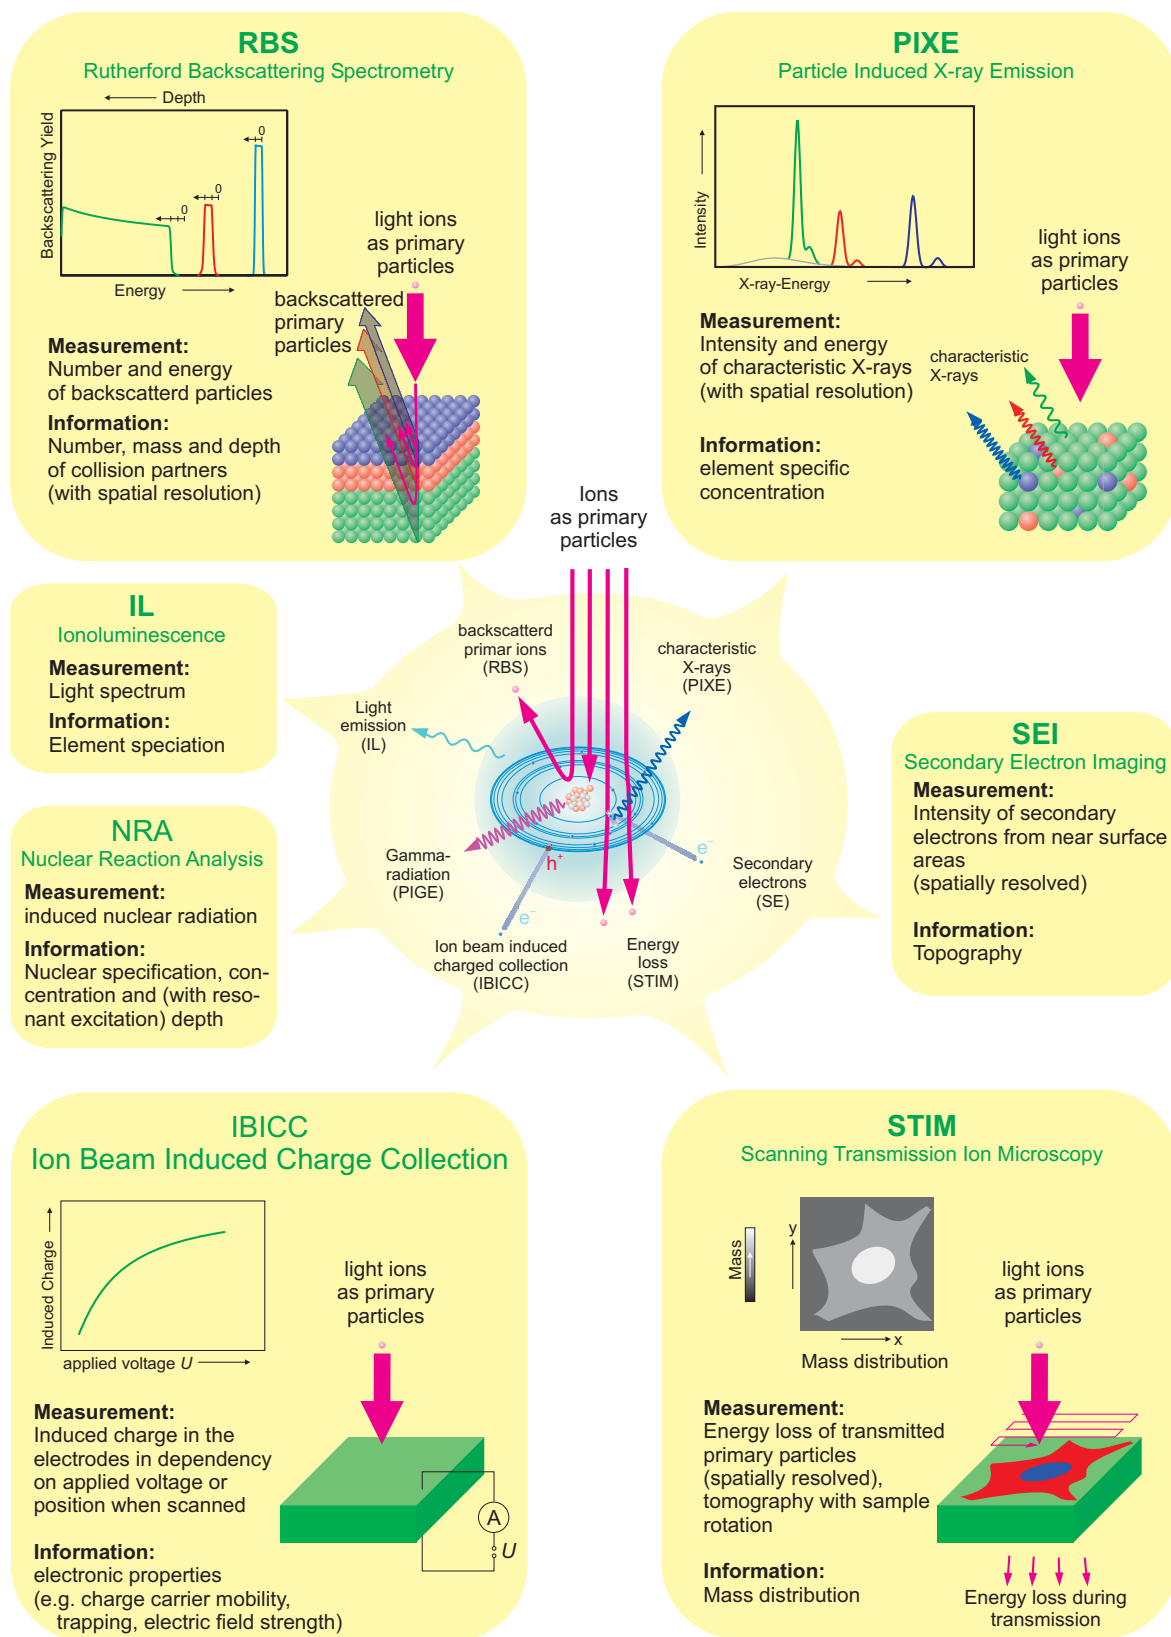 RBS
Rutherford Backscattering Spectrometry
Depth
Backscattering Yield
0
0
0
Energy
light ions
as primary
particles
backscattered
primary
particles
Measurement:
Number and energy
of backscatterd particles
Information:
Number, mass and depth
of collision partners
(with spatial resolution)
PIXE
Particle Induced X-ray Emission
Intensity
X-ray-Energy
light ions
as primary
particles
Measurement:
Intensity and energy
of characteristic X-rays
(with spatial resolution)
characteristic
X-rays
Information:
element specific
concentration
Ions
as primary
particles
IL
Ionoluminescence
Measurement:
Light spectrum
Information:
Element speciation
backscatterd
primar ions
(RBS)
characteristic
X-rays
(PIXE)
Light
emission
(IL)
Gamma-
radiation
(PIGE)
h+
e−
e−
Secondary
electrons
(SE)
Ion beam induced
charged collection
(IBICC)
Energy
loss
(STIM)
SEI
Secondary Electron Imaging
Measurement:
Intensity of secondary
electrons from near surface
areas
(spatially resolved)
Information:
Topography
NRA
Nuclear Reaction Analysis
Measurement:
induced nuclear radiation
Information:
Nuclear specification, con-
centration and (with reso-
nant excitation) depth
IBICC
Ion Beam Induced Charge Collection
Induced Charge
applied voltage U
light ions
as primary
particles
Measurement:
Induced charge in the
electrodes in dependency
on applied voltage or
position when scanned
A
U
Information:
electronic properties
(e.g. charge carrier mobility,
trapping, electric field strength)
STIM
Scanning Transmission Ion Microscopy
Mass
y
x
Mass distribution
light ions
as primary
particles
Measurement:
Energy loss of transmitted
primary particles
(spatially resolved),
tomography with sample
rotation
Information:
Mass distribution
Energy loss during
transmission